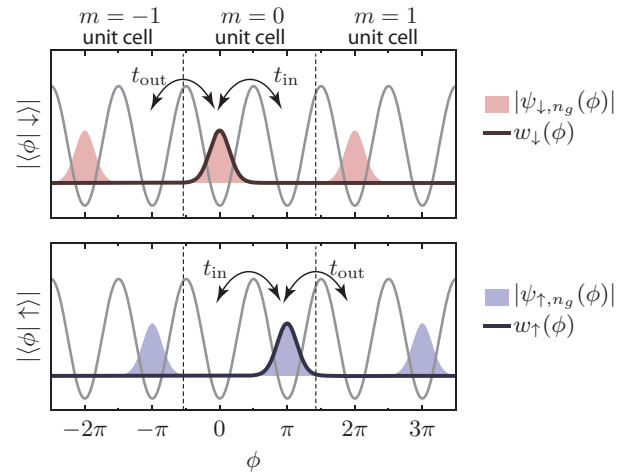 m = −1 m = 0 m = 1
unit cell unit cell unit cell
t_out t_in
|⟨ϕ| ↓⟩|
|ψ_{↓,n_g}(ϕ)|
w_↓(ϕ)
t_in t_out
|⟨ϕ| ↑⟩|
|ψ_{↑,n_g}(ϕ)|
w_↑(ϕ)
−2π −π 0 π 2π 3π
ϕ